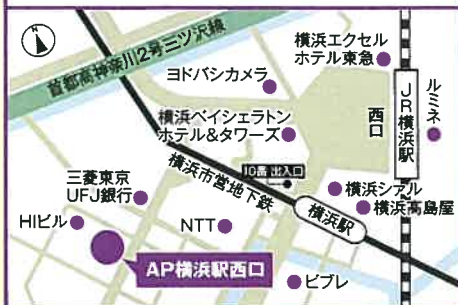 首都高神奈川2号三ツ沢線
横浜エクセル
ホテル東急
ヨドバシカメラ
ルミネ
JR横浜駅
西口
横浜ベイシェラトン
ホテル&タワーズ
10番 出入口
横浜市営地下鉄
三菱東京
UFJ銀行
横浜シアル
横浜高島屋
横浜駅
HIビル
NTT
AP横浜駅西口
ビブレ